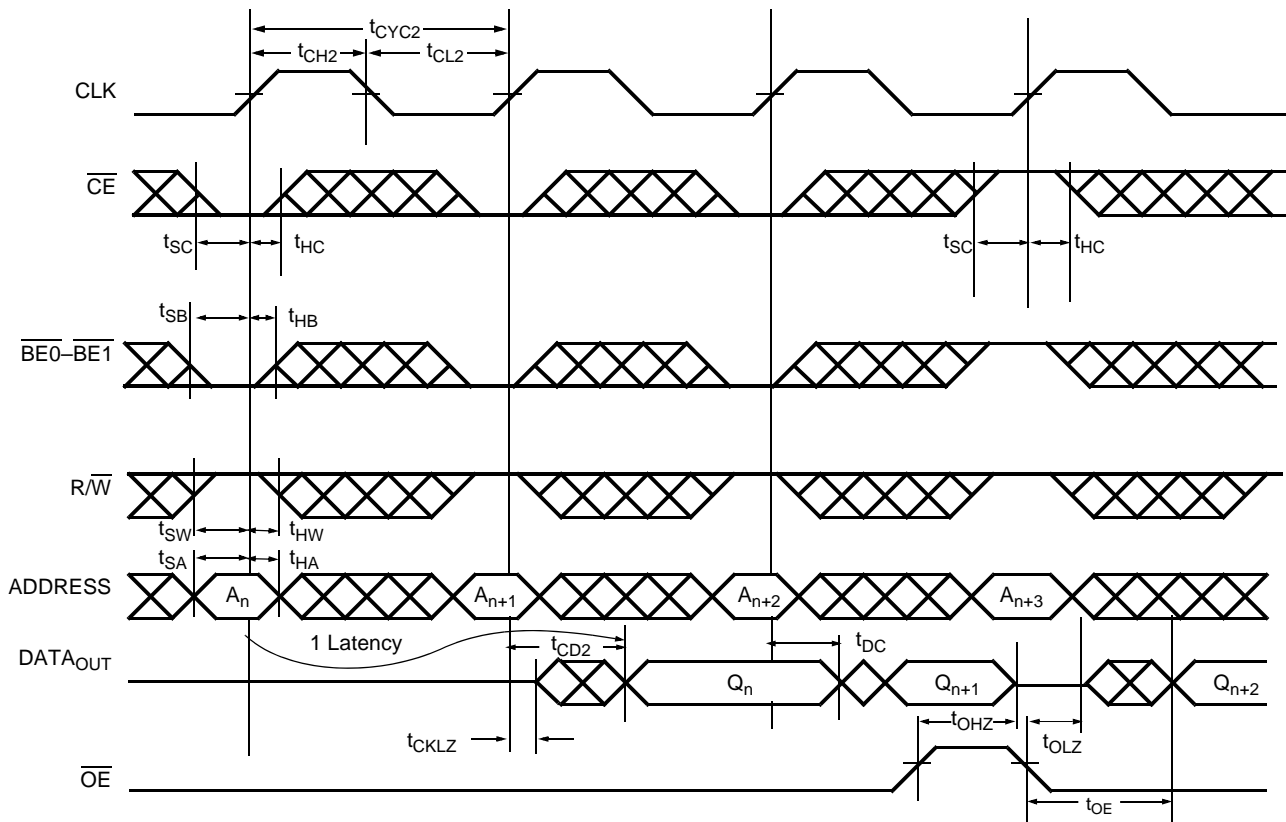 tCYC2
tCH2 tCL2
CLK
CE
tSC tHC tSC tHC
tSB tHB
BE0–BE1
R/W
tSW tHW
tSA tHA
ADDRESS An An+1 An+2 An+3
1 Latency tCD2 tDC
DATAOUT Qn Qn+1 Qn+2
tOHZ
tCKLZ tOLZ
OE
tOE